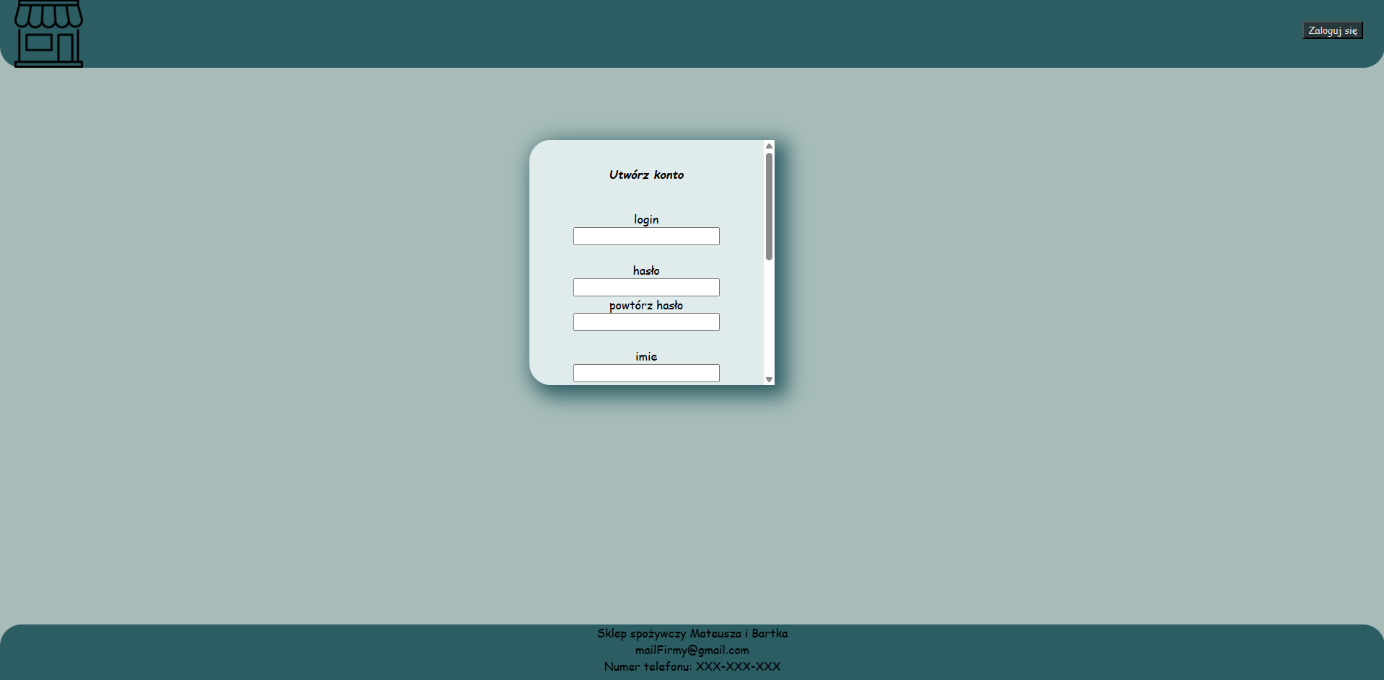 Zaloguj się
Utwórz konto
login
hasło
powtórz hasło
imie
Sklep spożywczy Mateusza i Bartka
mailFirmy@gmail.com
Numer telefonu: XXX-XXX-XXX